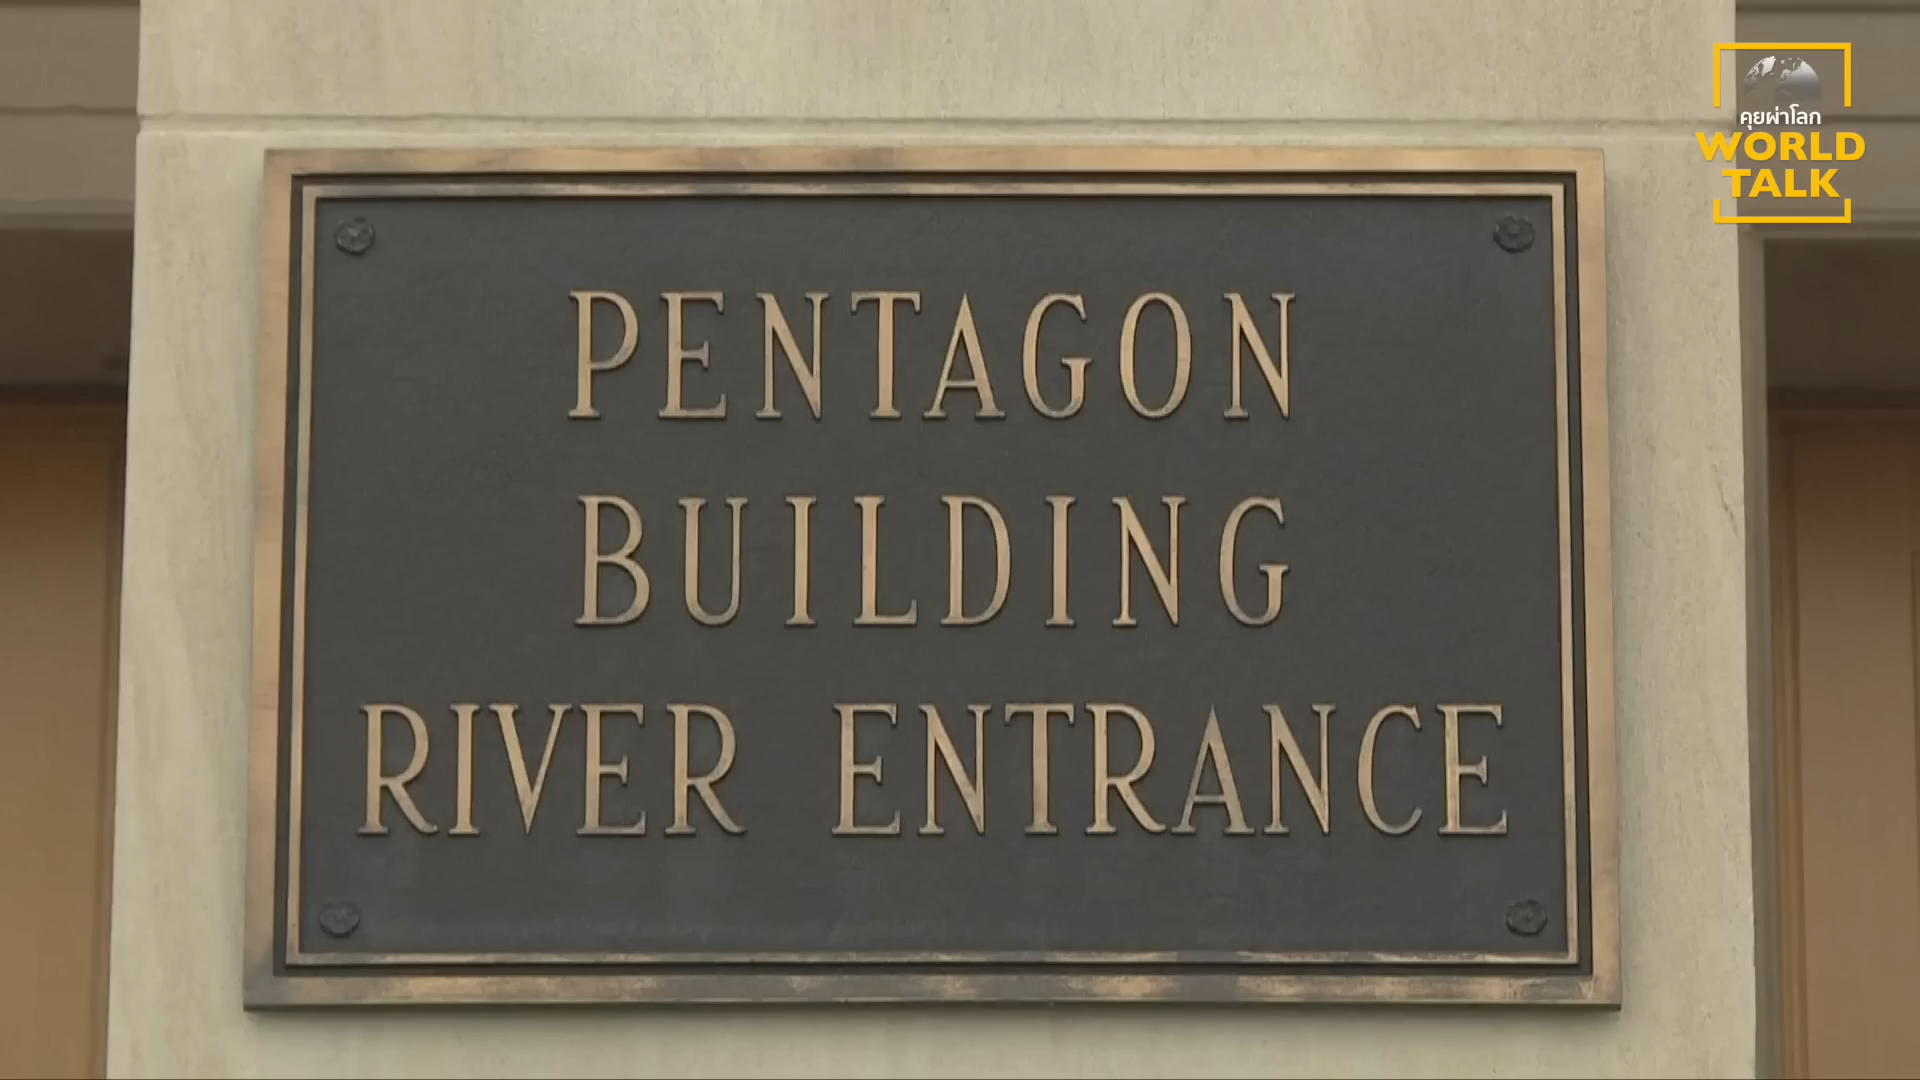 PENTAGON
BUILDING
RIVER ENTRANCE
คุยผ่าโลก
WORLD
TALK